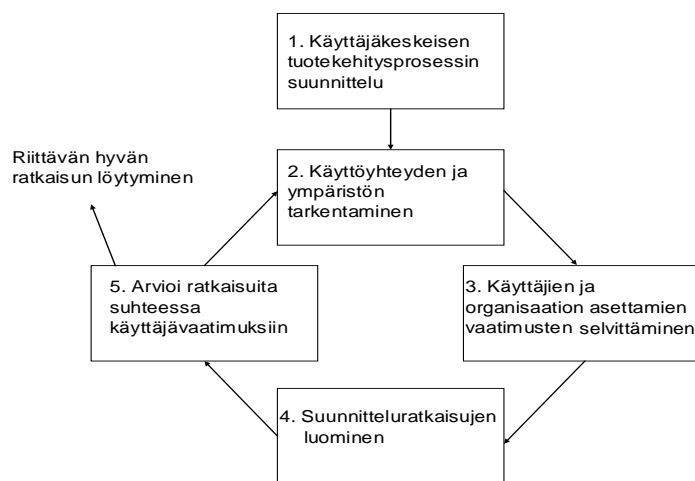 1. Käyttäjäkeskeisen
tuotekehitysprosessin
suunnittelu
Riittävän hyvän
ratkaisun löytyminen
2. Käyttöyhteyden ja
ympäristön
tarkentaminen
5. Arvioi ratkaisuita
suhteessa
käyttäjävaatimuksiin
3. Käyttäjien ja
organisaation asettamien
vaatimusten selvittäminen
4. Suunnitteluratkaisujen
luominen